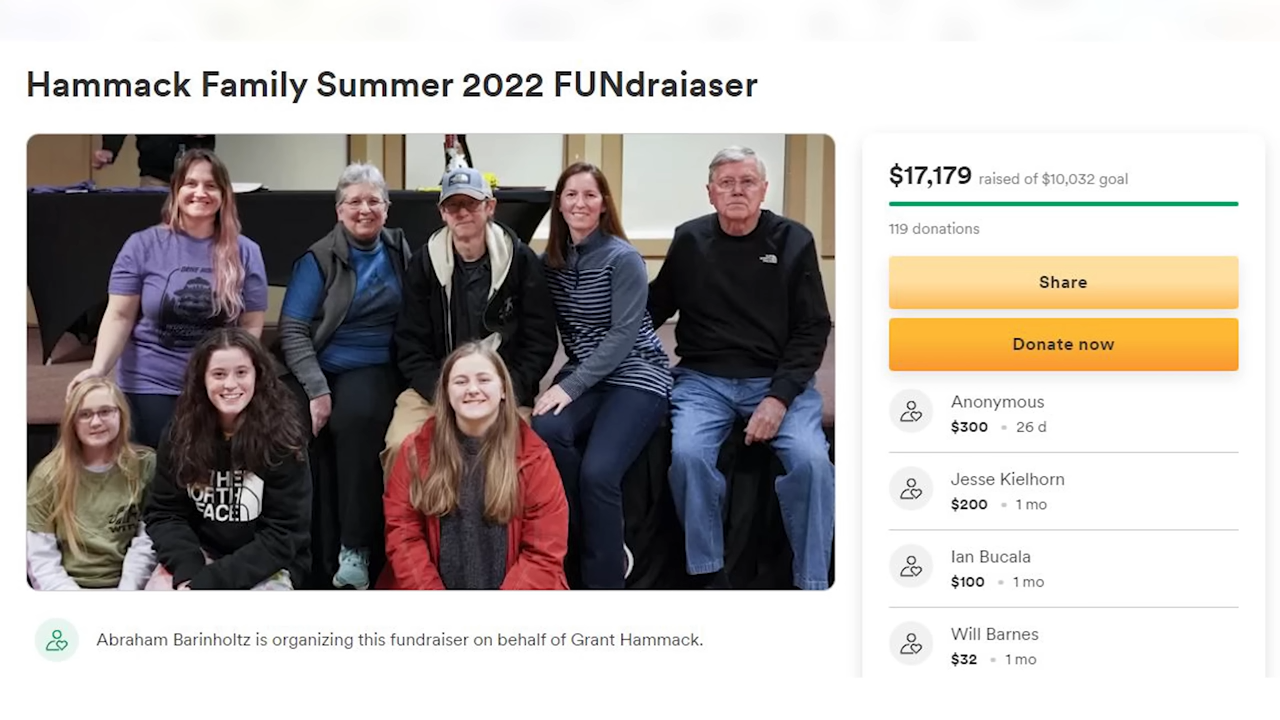 Hammack Family Summer 2022 FUNdraiaser
THE
NORTH
FACE
$17,179 raised of $10,032 goal
119 donations
Share
Donate now
Anonymous
$300 • 26 d
Jesse Kielhorn
$200 • 1 mo
Ian Bucala
$100 • 1 mo
Will Barnes
$32 • 1 mo
Abraham Barinholtz is organizing this fundraiser on behalf of Grant Hammack.